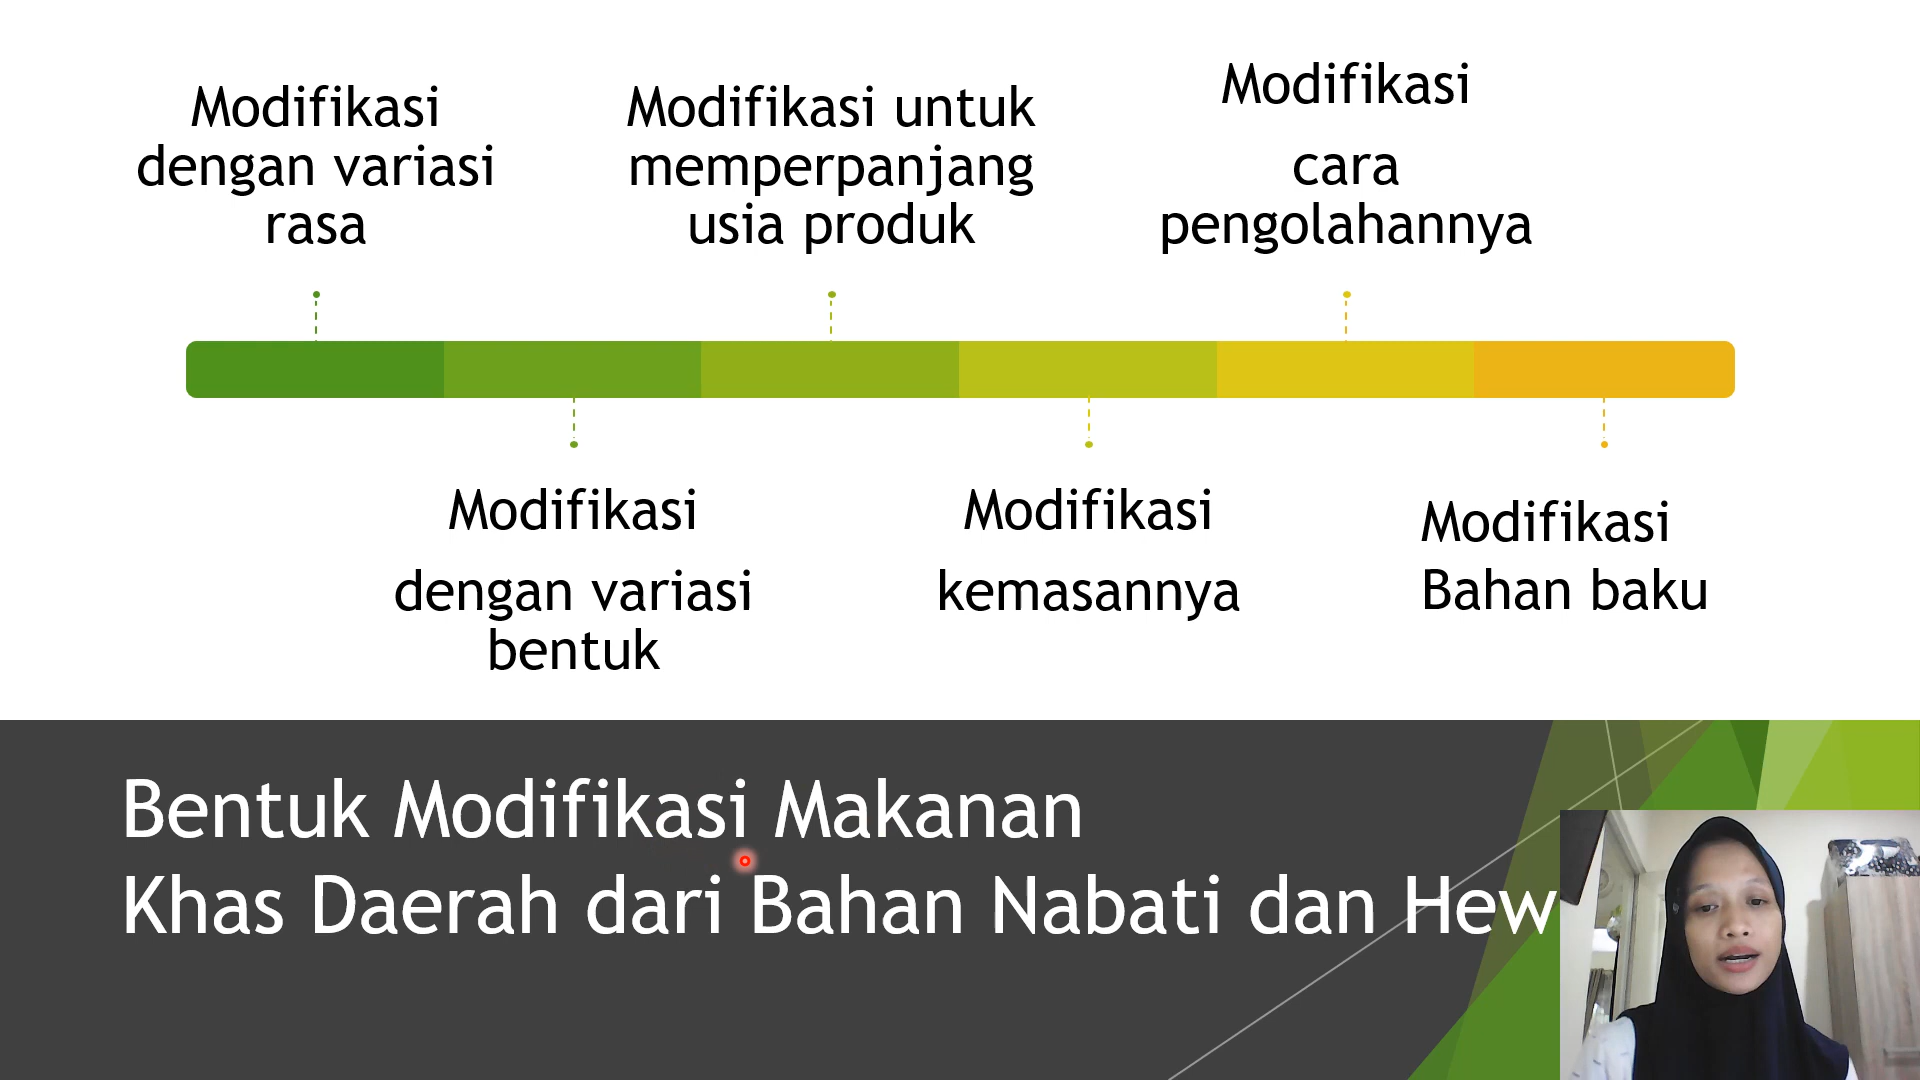 Modifikasi
dengan variasi
rasa
Modifikasi untuk
memperpanjang
usia produk
Modifikasi
cara
pengolahannya
Modifikasi
dengan variasi
bentuk
Modifikasi
kemasannya
Modifikasi
Bahan baku
Bentuk Modifikasi Makanan
Khas Daerah dari Bahan Nabati dan Hew